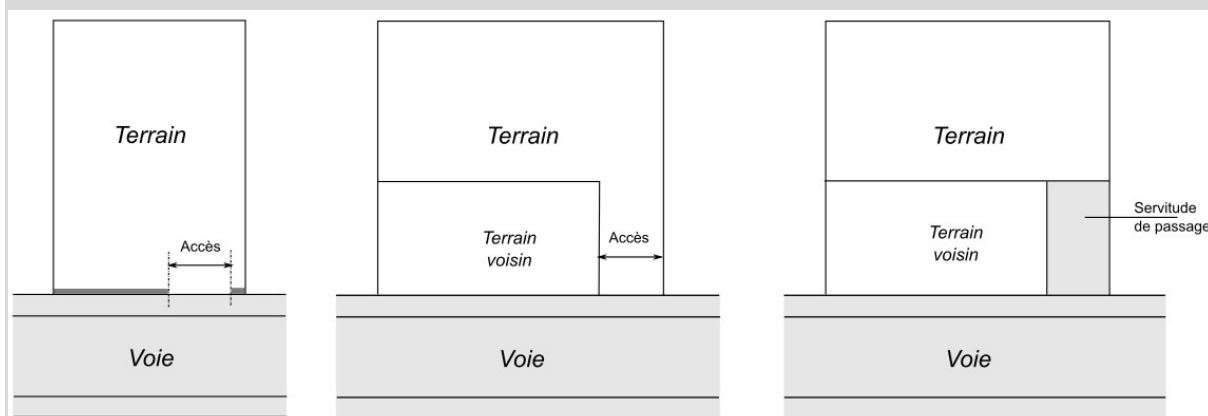 Terrain
Accès
Voie
Terrain
Terrain
voisin
Accès
Voie
Terrain
Terrain
voisin
Servitude
de passage
Voie